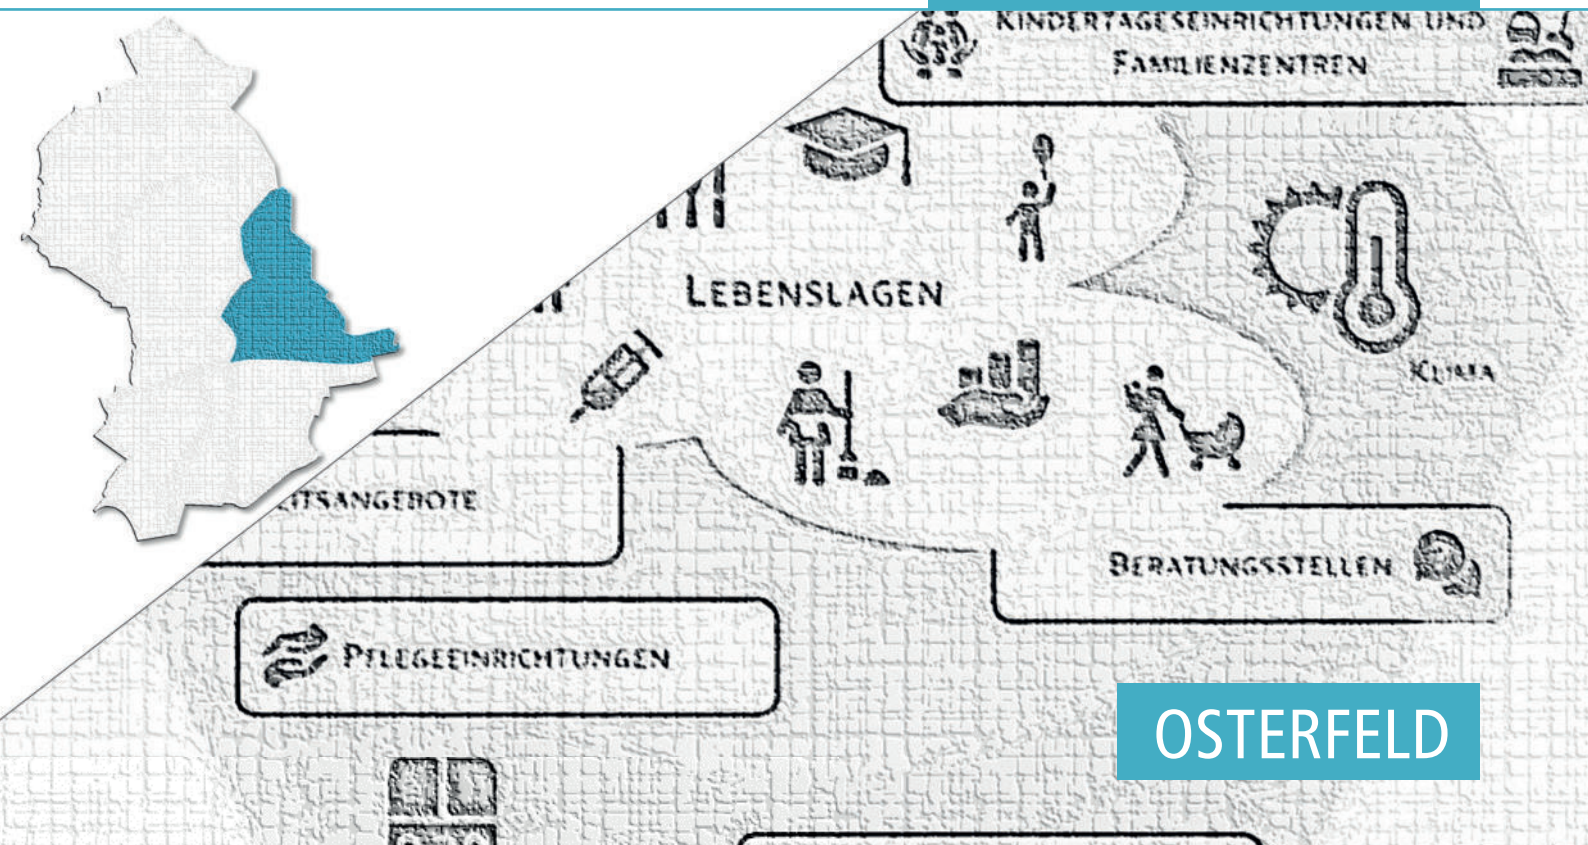 KINDERTAGESEINRICHTUNGEN UND
FAMILIENZENTREN
LEBENSLAGEN
KLIMA
BERATUNGSSTELLEN
PFLEGEEINRICHTUNGEN
OSTERFELD